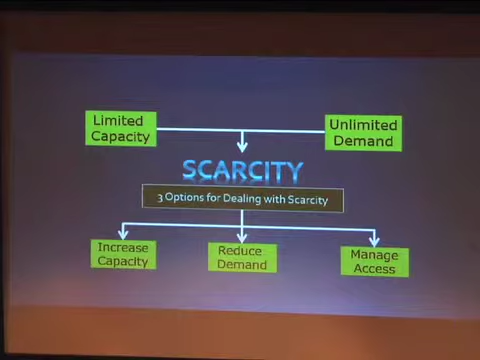 Limited
Capacity
Unlimited
Demand
SCARCITY
3 Options for Dealing with Scarcity
Increase
Capacity
Reduce
Demand
Manage
Access